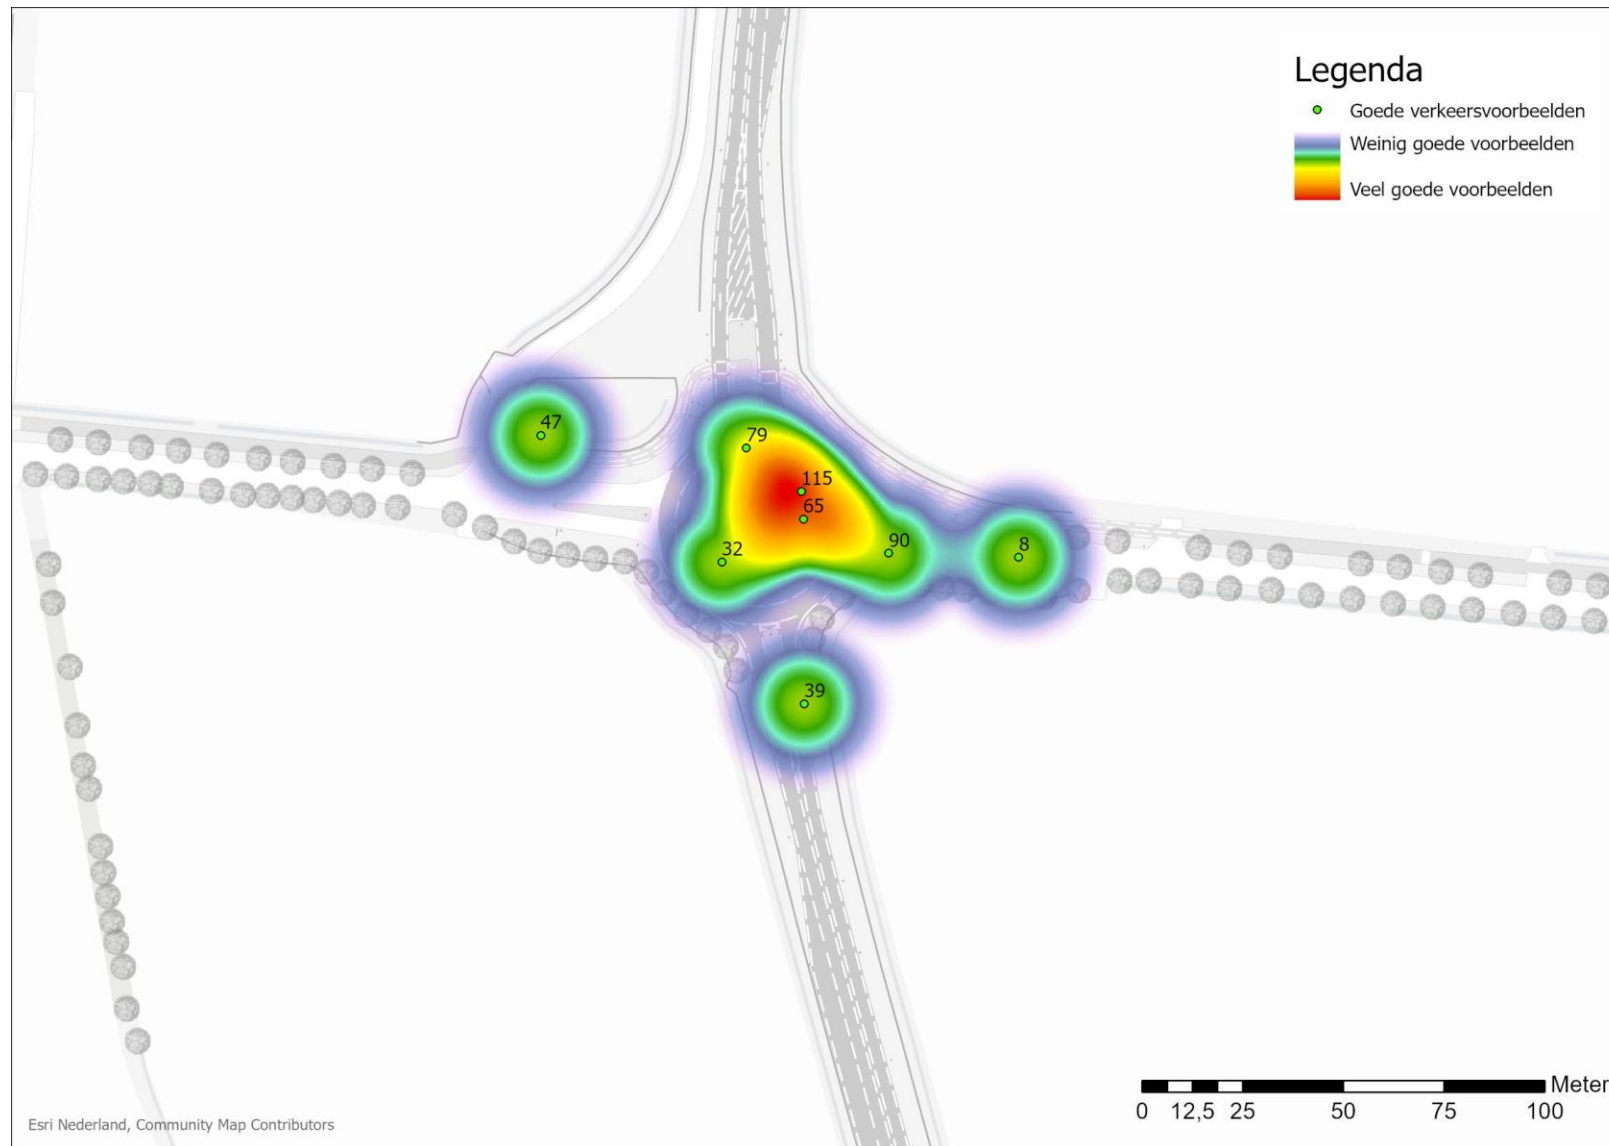 Legenda
Goede verkeersvoorbeelden
Weinig goede voorbeelden
Veel goede voorbeelden
47
79
115
65
90
8
32
39
Meter
0 12,5 25 50 75 100
Esri Nederland, Community Map Contributors